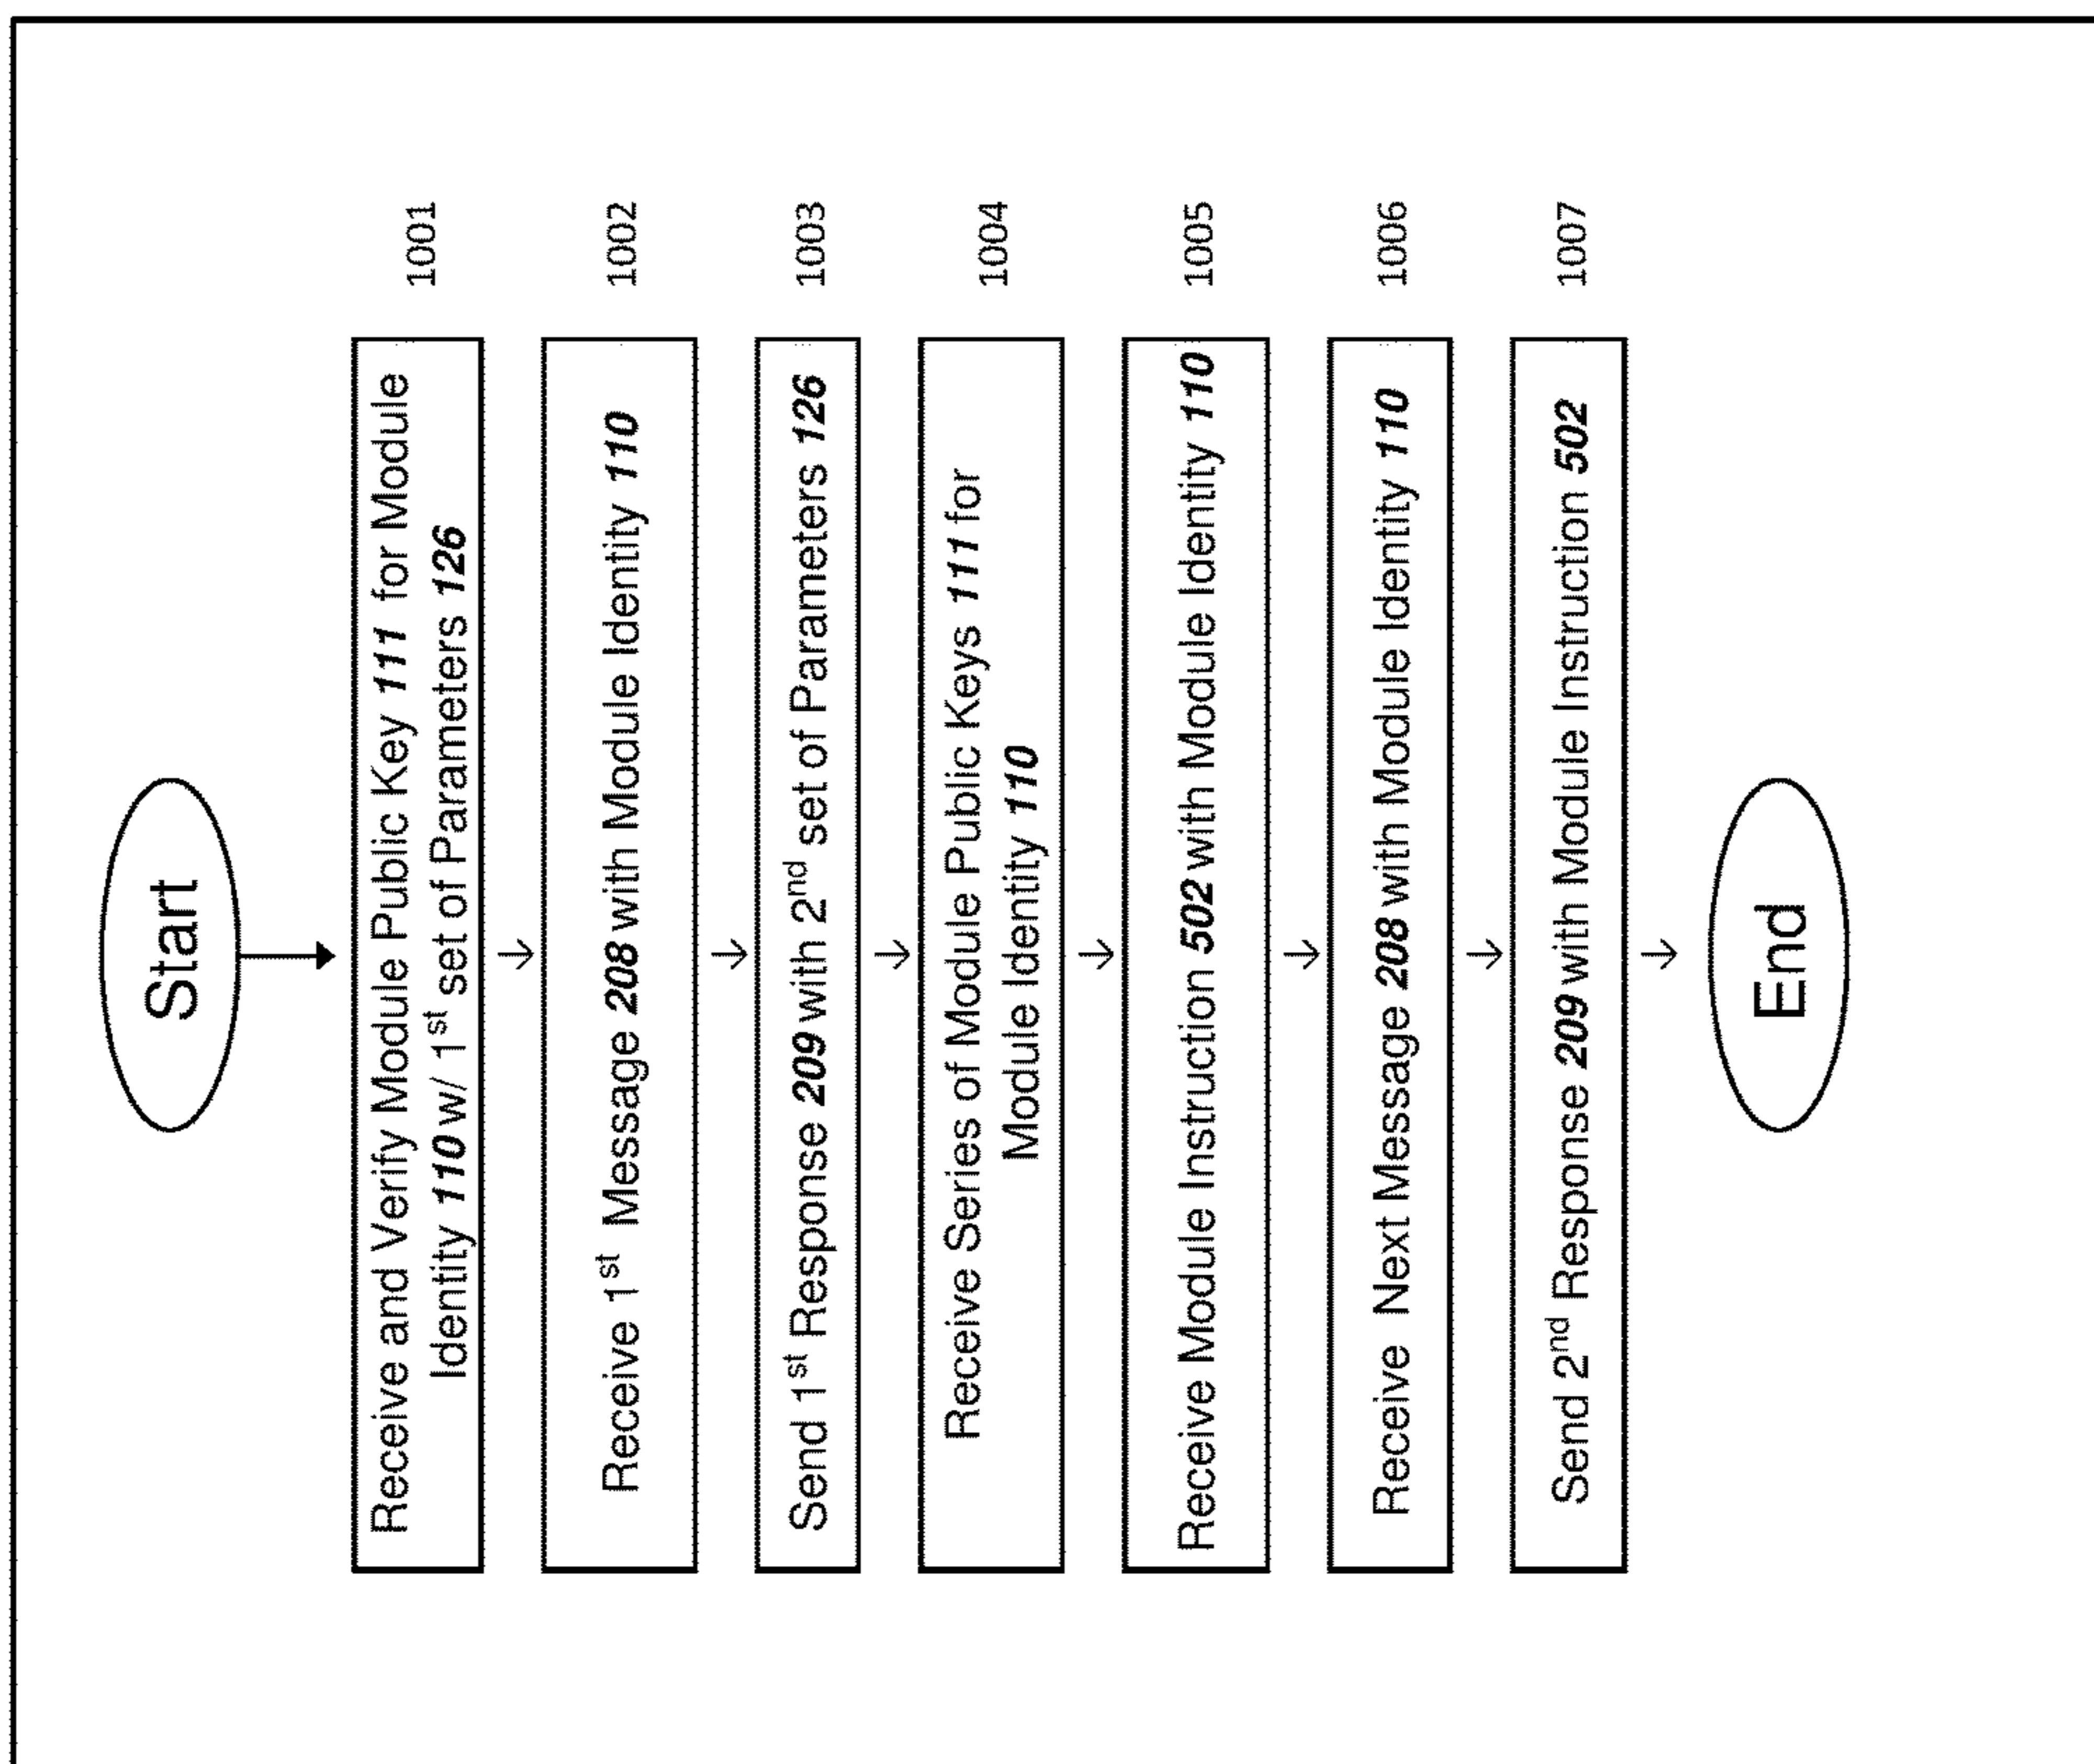 Start
Receive and Verify Module Public Key 111 for Module
Identity 110 w/ 1st set of Parameters 126
1001
Receive 1st Message 208 with Module Identity 110
1002
Send 1st Response 209 with 2nd set of Parameters 126
1003
Receive Series of Module Public Keys 111 for
Module Identity 110
1004
Receive Module Instruction 502 with Module Identity 110
1005
Receive Next Message 208 with Module Identity 110
1006
Send 2nd Response 209 with Module Instruction 502
1007
End